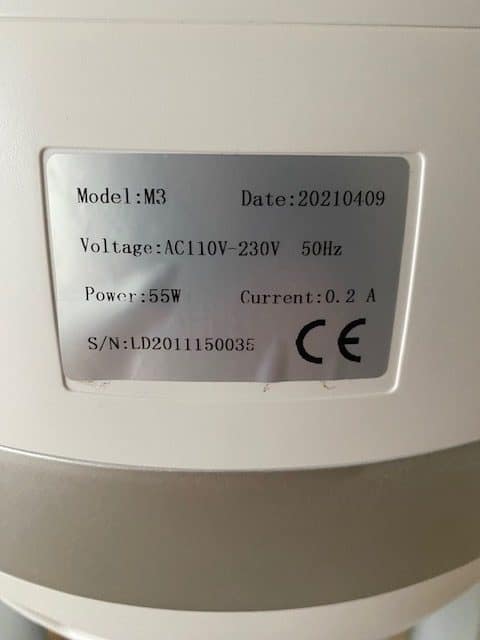 Model:M3 Date:20210409
Voltage:AC110V-230V 50Hz
Power:55W Current:0.2 A
S/N:LD2011150035 CE